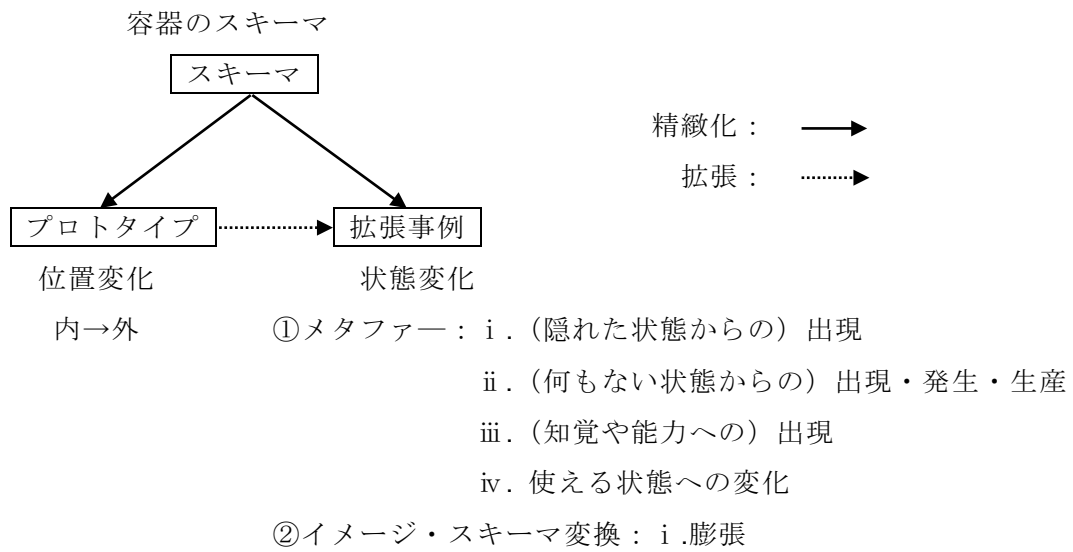 容器のスキーマ
スキーマ
精緻化：
拡張：
プロトタイプ
拡張事例
位置変化
状態変化
内→外
①メタファ―：ⅰ.（隠れた状態からの）出現
ⅱ.（何もない状態からの）出現・発生・生産
ⅲ.（知覚や能力への）出現
ⅳ. 使える状態への変化
②イメージ・スキーマ変換：ⅰ.膨張